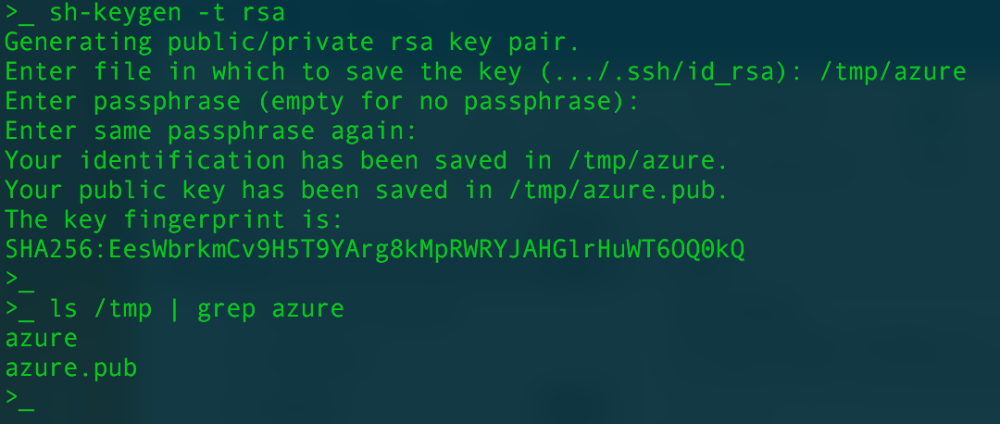 >_ sh-keygen -t rsa
Generating public/private rsa key pair.
Enter file in which to save the key (.../.ssh/id_rsa): /tmp/azure
Enter passphrase (empty for no passphrase):
Enter same passphrase again:
Your identification has been saved in /tmp/azure.
Your public key has been saved in /tmp/azure.pub.
The key fingerprint is:
SHA256:EesWbrkmCv9H5T9YArg8kMpRWRYJAHGlrHuWT6OQ0kQ
>_
>_ ls /tmp | grep azure
azure
azure.pub
>_